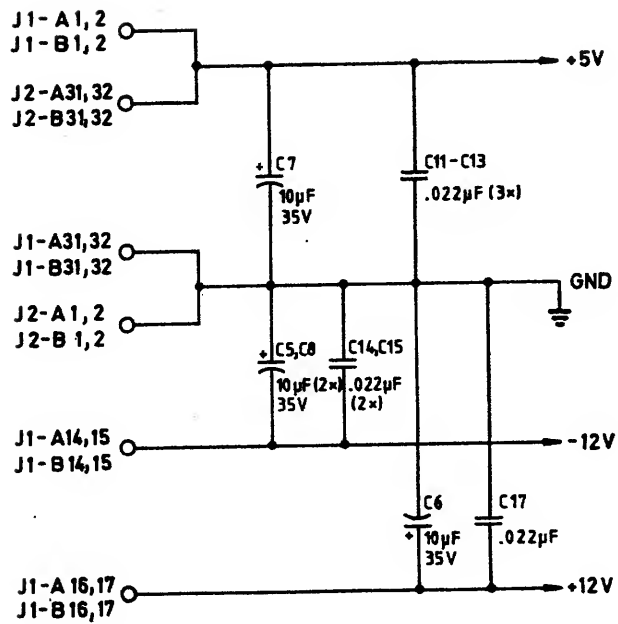 J1-A1,2
J1-B1,2
+5V
J2-A31,32
J2-B31,32
+ C7
10µF
35V
C11-C13
.022µF (3×)
J1-A31,32
J1-B31,32
GND
J2-A1,2
J2-B1,2
+ C5,C8
10µF(2×)
35V
C14,C15
.022µF
(2×)
J1-A14,15
J1-B14,15
-12V
C6
+ 10µF
35V
C17
.022µF
J1-A16,17
J1-B16,17
+12V